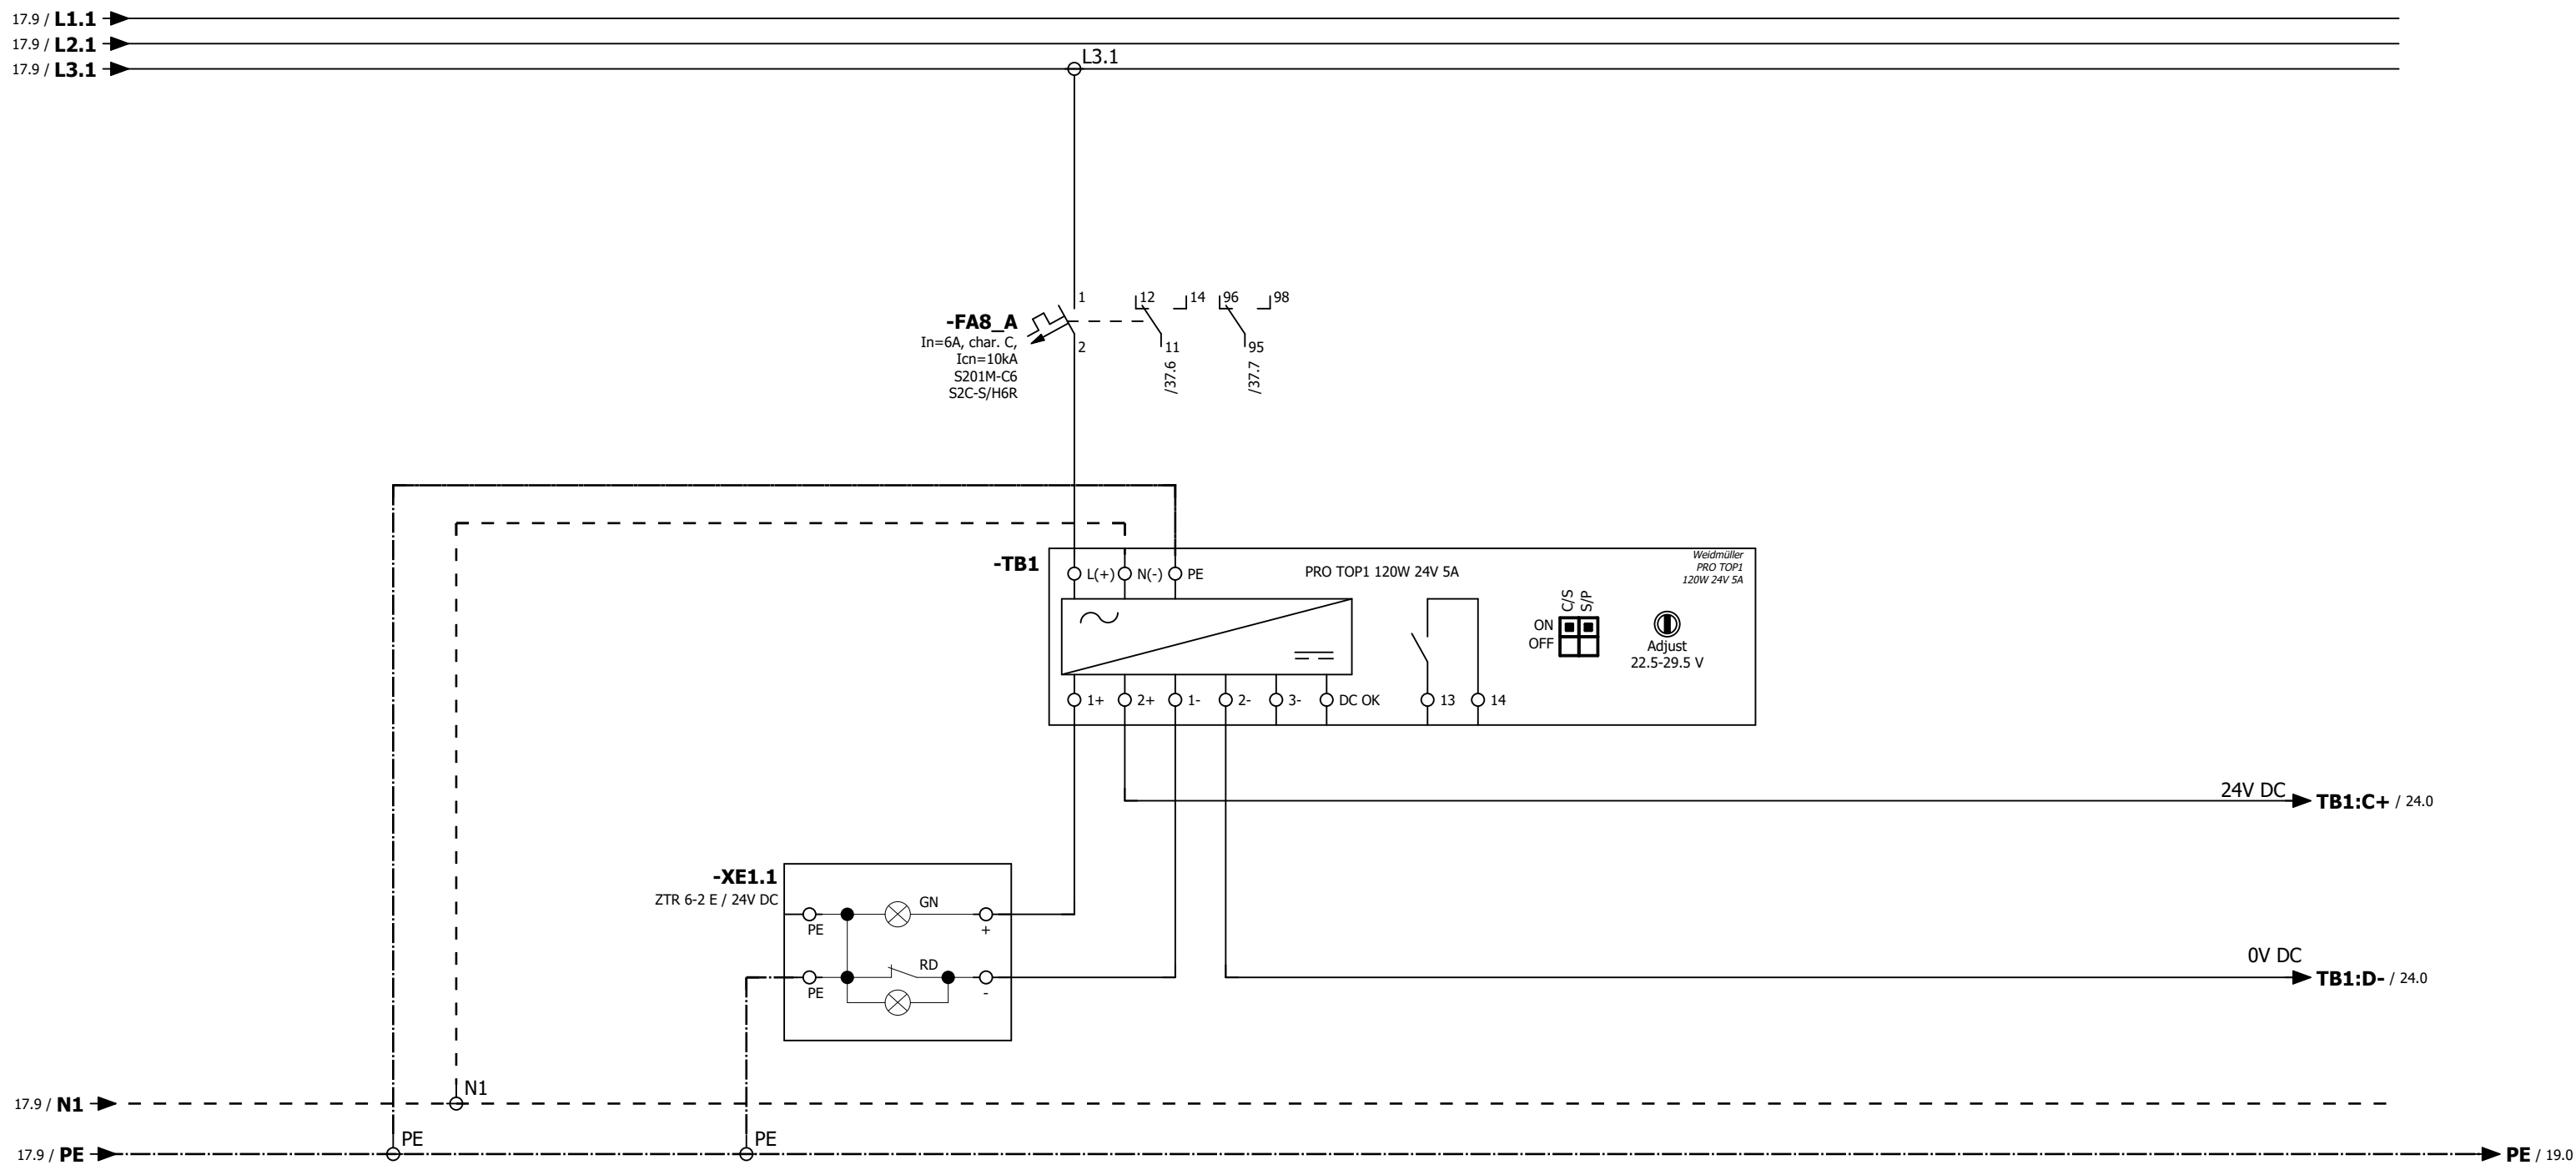 17.9 / L1.1
17.9 / L2.1
17.9 / L3.1
L3.1
1
2
12
14
11
/37.6
96
98
95
/37.7
-FA8_A
In=6A, char. C,
Icn=10kA
S201M-C6
S2C-S/H6R
-TB1
L(+)
N(-)
PE
PRO TOP1 120W 24V 5A
Weidmüller
PRO TOP1
120W 24V 5A
C/S
S/P
ON
OFF
Adjust
22.5-29.5 V
1+
2+
1-
2-
3-
DC OK
13
14
24V DC
TB1:C+ / 24.0
-XE1.1
ZTR 6-2 E / 24V DC
GN
PE
+
RD
PE
-
0V DC
TB1:D- / 24.0
N1
17.9 / N1
PE
PE
17.9 / PE
PE / 19.0